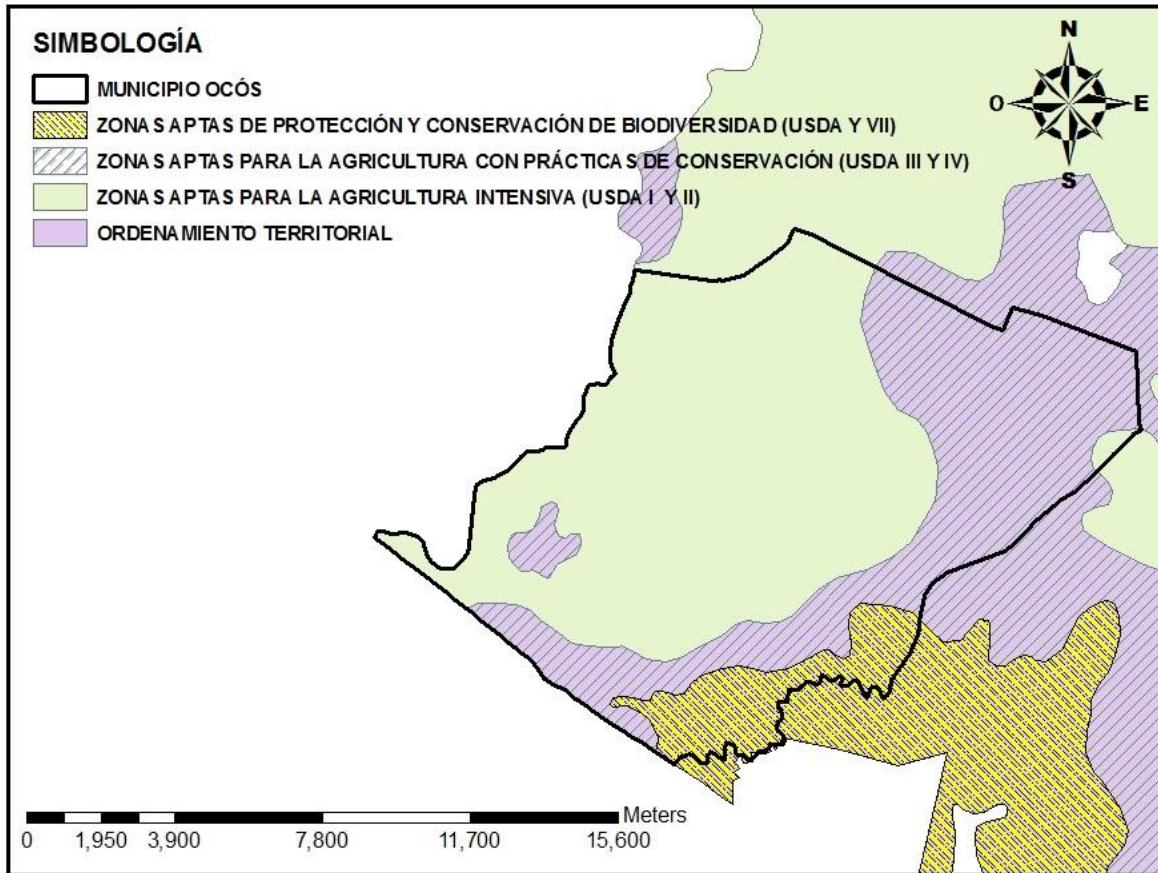 SIMBOLOGÍA
MUNICIPIO OCÓS
ZONAS APTAS DE PROTECCIÓN Y CONSERVACIÓN DE BIODIVERSIDAD (USDA Y VII)
ZONAS APTAS PARA LA AGRICULTURA CON PRÁCTICAS DE CONSERVACIÓN (USDA III Y IV)
ZONAS APTAS PARA LA AGRICULTURA INTENSIVA (USDA I Y II)
ORDENAMIENTO TERRITORIAL
N
O E
S
Meters
0 1,950 3,900 7,800 11,700 15,600